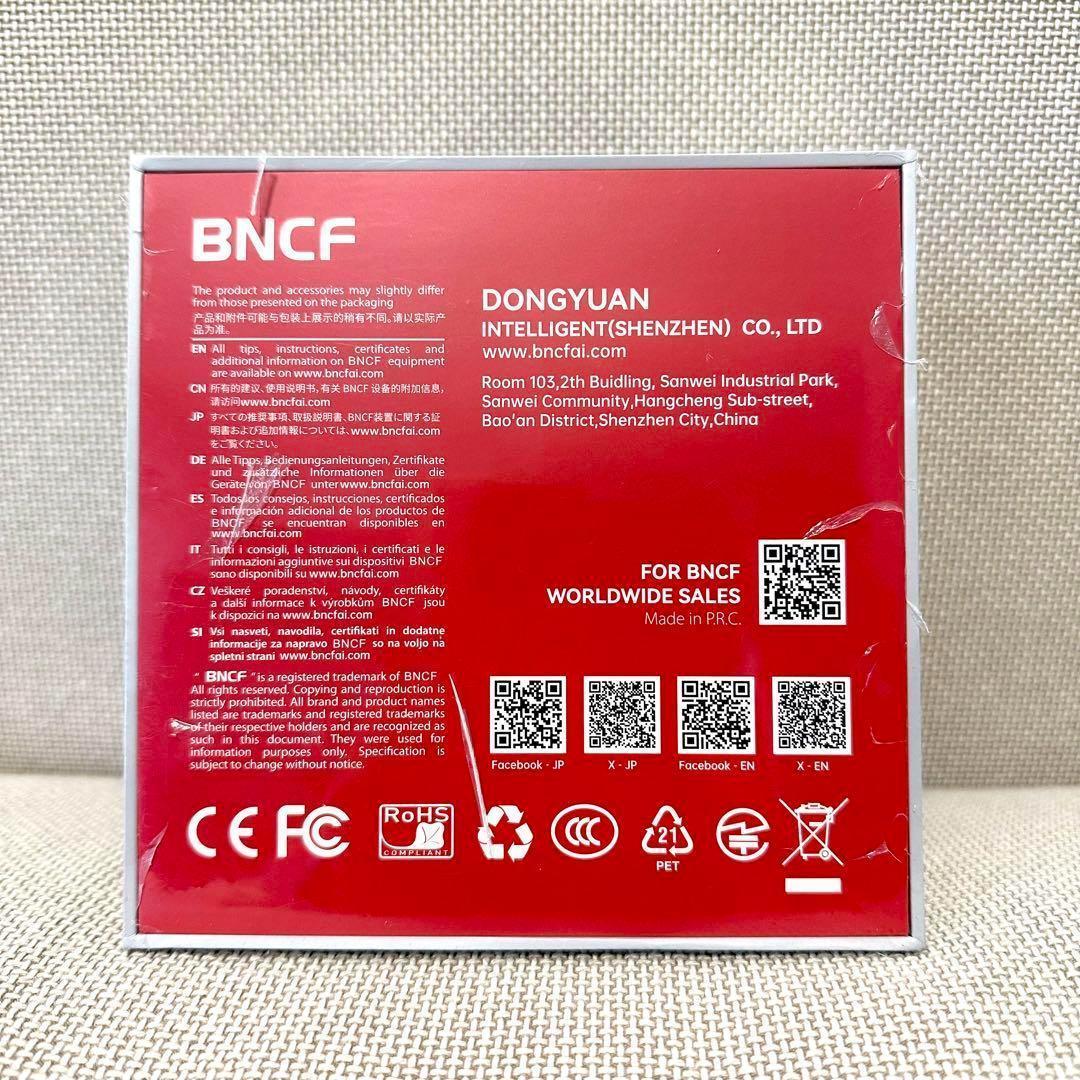 BNCF
The product and accessories may slightly differ
from those presented on the packaging
产品和附件可能与包装上展示的稍有不同。请以实际产
品为准。
EN All tips, instructions, certificates and
additional information on BNCF equipment
are available on www.bncfai.com
CN 所有的建议、使用说明书,有关 BNCF 设备的附加信息,
请访问www.bncfai.com
JP すべての推奨事項、取扱説明書、BNCF装置に関する証
明書および追加情報については、www.bncfai.com
をご覧ください。
DE Alle Tipps, Bedienungsanleitungen, Zertifikate
und zusätzliche Informationen über die
Geräte von BNCF unter www.bncfai.com
ES Todos los consejos, instrucciones, certificados
e información adicional de los productos de
BNCF se encuentran disponibles en
www.bncfai.com
IT Tutti i consigli, le istruzioni, i certificati e le
informazioni aggiuntive sui dispositivi BNCF
sono disponibili su www.bncfai.com
CZ Veškeré poradenství, návody, certifikáty
a další informace k výrobkům BNCF jsou
k dispozici na www.bncfai.com
SI Vsi nasveti, navodila, certifikati in dodatne
informacije za napravo BNCF so na voljo na
spletni strani www.bncfai.com
" BNCF " is a registered trademark of BNCF
All rights reserved. Copying and reproduction is
strictly prohibited. All brand and product names
listed are trademarks and registered trademarks
of their respective holders and are recognized as
such in this document. They were used for
information purposes only. Specification is
subject to change without notice.
DONGYUAN
INTELLIGENT(SHENZHEN) CO., LTD
www.bncfai.com
Room 103,2th Buidling, Sanwei Industrial Park,
Sanwei Community,Hangcheng Sub-street,
Bao'an District,Shenzhen City,China
FOR BNCF
WORLDWIDE SALES
Made in P.R.C.
Facebook - JP X - JP Facebook - EN X - EN
CE FC RoHS COMPLIANT CCC 21 PET